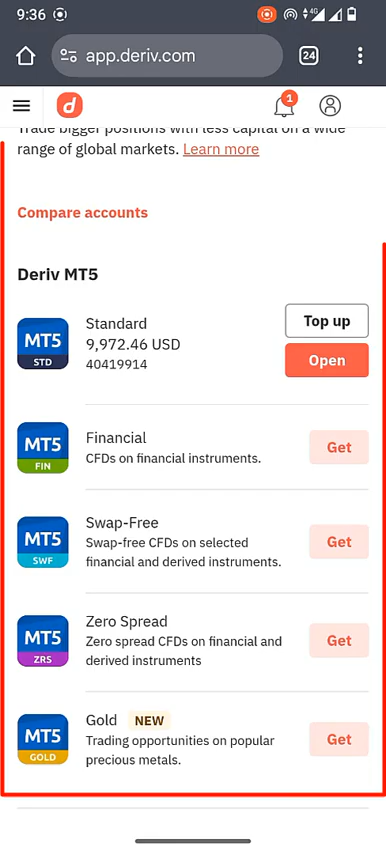 9:36
4G
app.deriv.com
24
d
1
Trade bigger positions with less capital on a wide
range of global markets. Learn more
Compare accounts
Deriv MT5
MT5
STD
Standard
9,972.46 USD
40419914
Top up
Open
MT5
FIN
Financial
CFDs on financial instruments.
Get
MT5
SWF
Swap-Free
Swap-free CFDs on selected
financial and derived instruments.
Get
MT5
ZRS
Zero Spread
Zero spread CFDs on financial and
derived instruments
Get
MT5
GOLD
Gold NEW
Trading opportunities on popular
precious metals.
Get